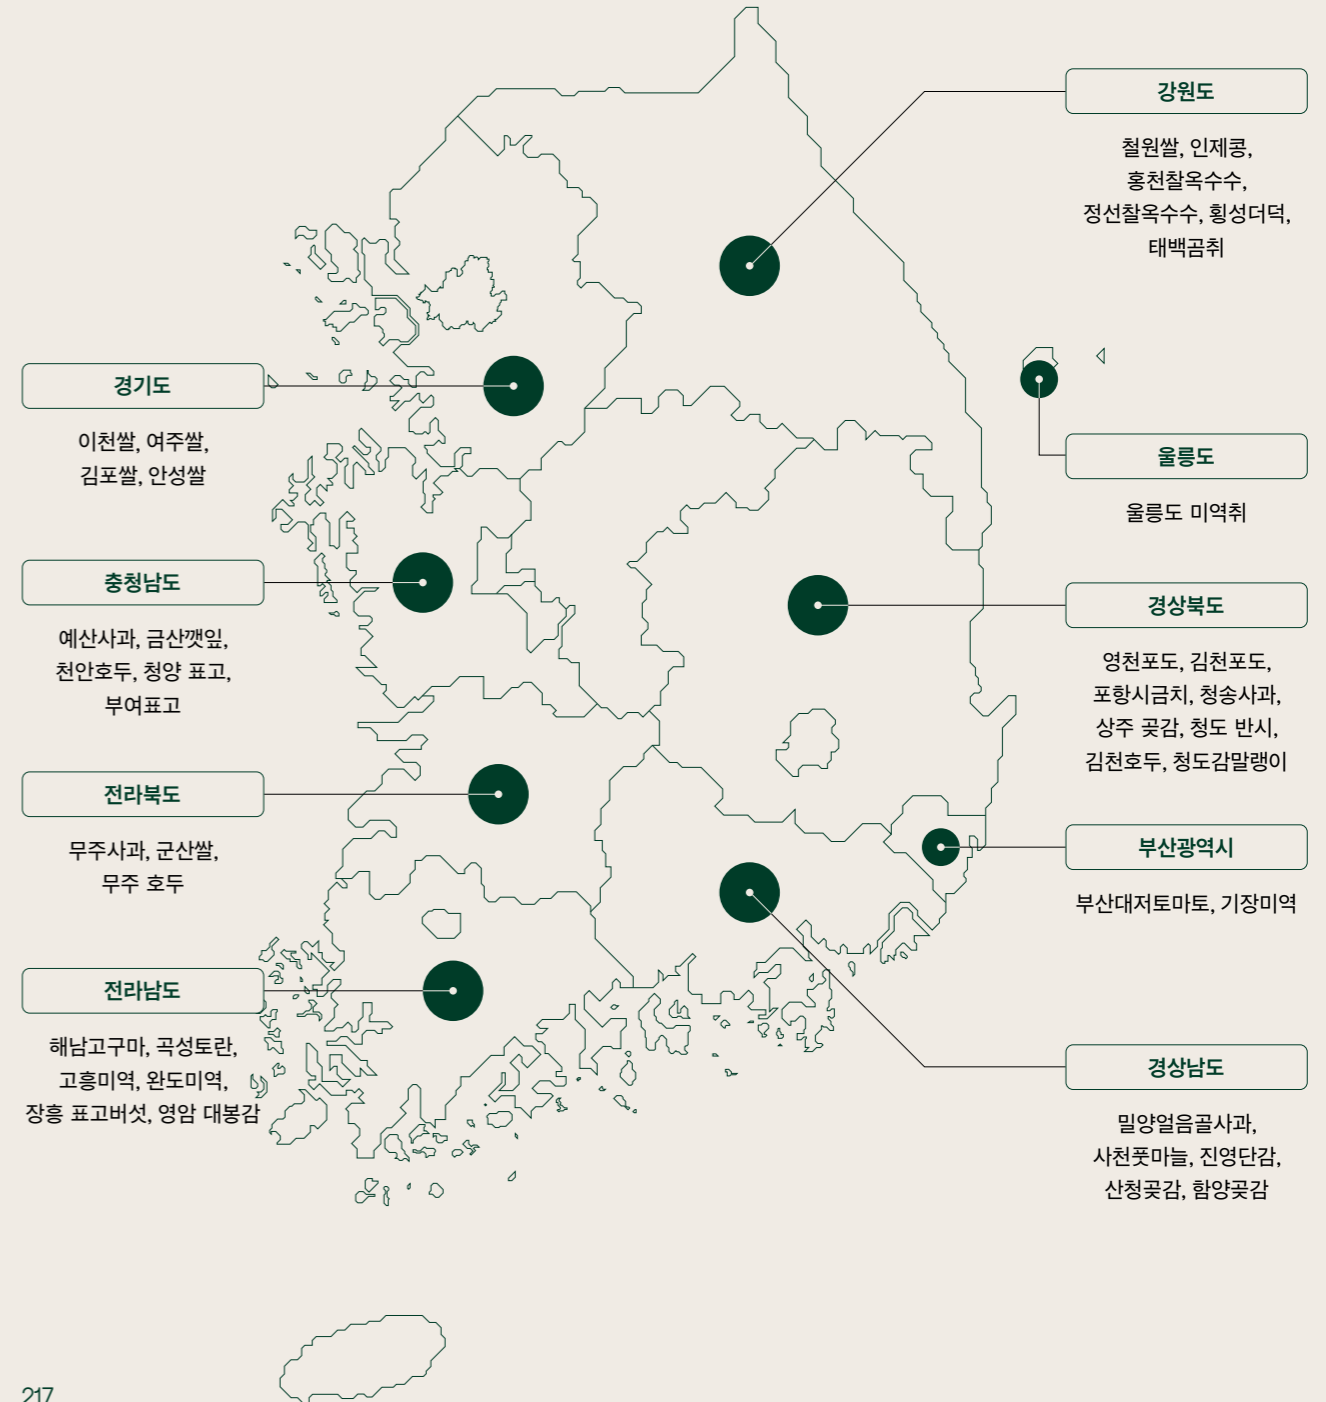 강원도
철원쌀, 인제콩,
홍천찰옥수수,
정선찰옥수수, 횡성더덕,
태백곰취
경기도
이천쌀, 여주쌀,
김포쌀, 안성쌀
울릉도
울릉도 미역취
충청남도
예산사과, 금산깻잎,
천안호두, 청양 표고,
부여표고
경상북도
영천포도, 김천포도,
포항시금치, 청송사과,
상주 곶감, 청도 반시,
김천호두, 청도감말랭이
전라북도
무주사과, 군산쌀,
무주 호두
부산광역시
부산대저토마토, 기장미역
전라남도
해남고구마, 곡성토란,
고흥미역, 완도미역,
장흥 표고버섯, 영암 대봉감
경상남도
밀양얼음골사과,
사천풋마늘, 진영단감,
산청곶감, 함양곶감
217